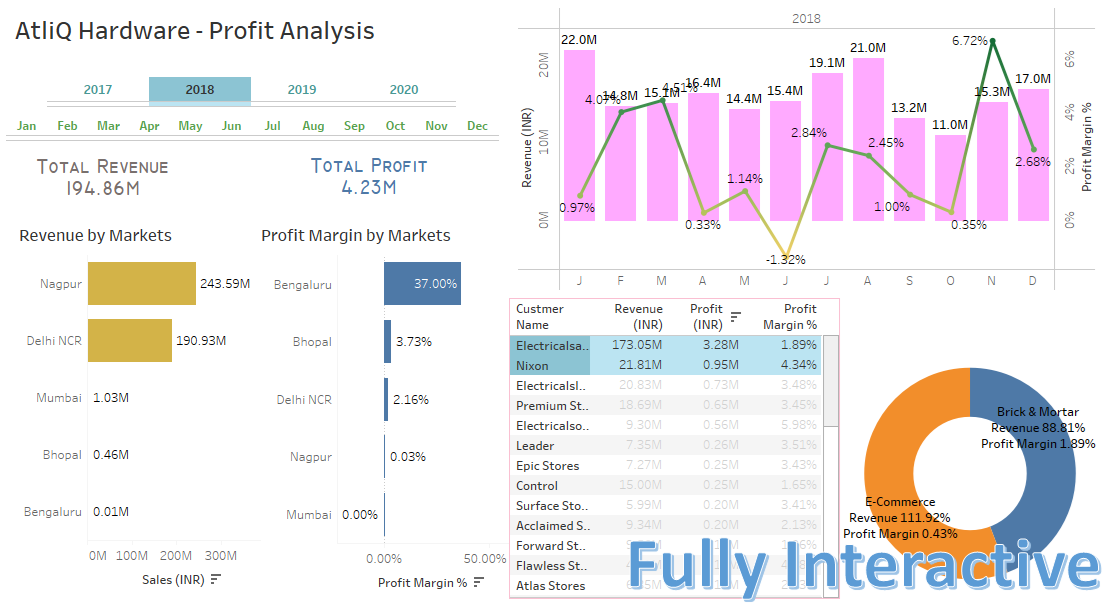 AtliQ Hardware - Profit Analysis
2017 2018 2019 2020
Jan Feb Mar Apr May Jun Jul Aug Sep Oct Nov Dec
Total Revenue
194.86M
Total Profit
4.23M
Revenue by Markets
Nagpur 243.59M
Delhi NCR 190.93M
Mumbai 1.03M
Bhopal 0.46M
Bengaluru 0.01M
0M 100M 200M 300M
Sales (INR)
Profit Margin by Markets
Bengaluru 37.00%
Bhopal 3.73%
Delhi NCR 2.16%
Nagpur 0.03%
Mumbai 0.00%
0.00% 50.00%
Profit Margin %
2018
Revenue (INR)
20M
10M
0M
22.0M 14.8M 15.1M 16.4M 14.4M 15.4M 19.1M 21.0M 13.2M 11.0M 15.3M 17.0M
0.97% 4.07% 4.51% 0.33% 1.14% -1.32% 2.84% 2.45% 1.00% 0.35% 6.72% 2.68%
6%
4%
2%
0%
Profit Margin %
J F M A M J J A S O N D
Custmer Name Revenue (INR) Profit (INR) Profit Margin %
Electricalsa.. 173.05M 3.28M 1.89%
Nixon 21.81M 0.95M 4.34%
Electricalsl.. 20.83M 0.73M 3.48%
Premium St.. 18.69M 0.65M 3.45%
Electricalso.. 9.30M 0.56M 5.98%
Leader 7.35M 0.26M 3.51%
Epic Stores 7.27M 0.25M 3.43%
Control 15.00M 0.25M 1.65%
Surface Sto.. 5.99M 0.20M 3.41%
Acclaimed S.. 9.34M 0.20M 2.13%
Forward St..
Flawless St..
Atlas Stores
Brick & Mortar
Revenue 88.81%
Profit Margin 1.89%
E-Commerce
Revenue 111.92%
Profit Margin 0.43%
Fully Interactive